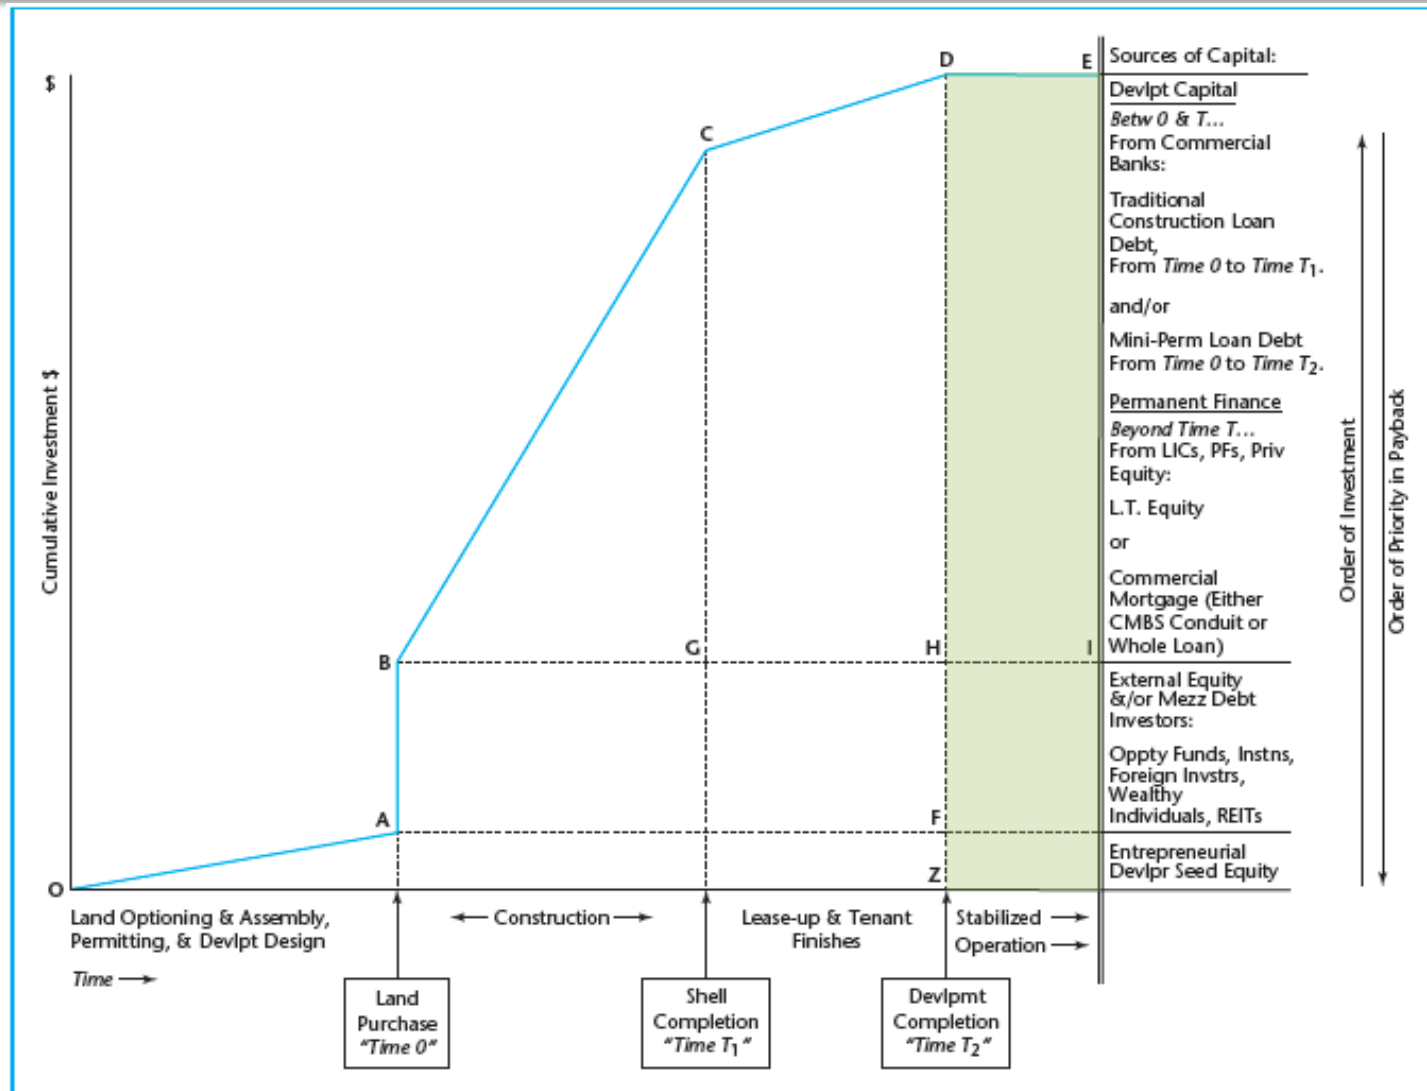 $
Cumulative Investment $
O
A
B
C
D
E
G
H
I
F
Z
Sources of Capital:
Devlpt Capital
Betw 0 & T...
From Commercial
Banks:
Traditional
Construction Loan
Debt,
From Time 0 to Time T1.
and/or
Mini-Perm Loan Debt
From Time 0 to Time T2.
Permanent Finance
Beyond Time T...
From LICs, PFs, Priv
Equity:
L.T. Equity
or
Commercial
Mortgage (Either
CMBS Conduit or
Whole Loan)
External Equity
&/or Mezz Debt
Investors:
Oppty Funds, Instns,
Foreign Invstrs,
Wealthy
Individuals, REITs
Entrepreneurial
Devlpr Seed Equity
Order of Investment
Order of Priority in Payback
Land Optioning & Assembly,
Permitting, & Devlpt Design
Construction
Lease-up & Tenant
Finishes
Stabilized
Operation
Time
Land
Purchase
"Time 0"
Shell
Completion
"Time T1"
Devlpmt
Completion
"Time T2"